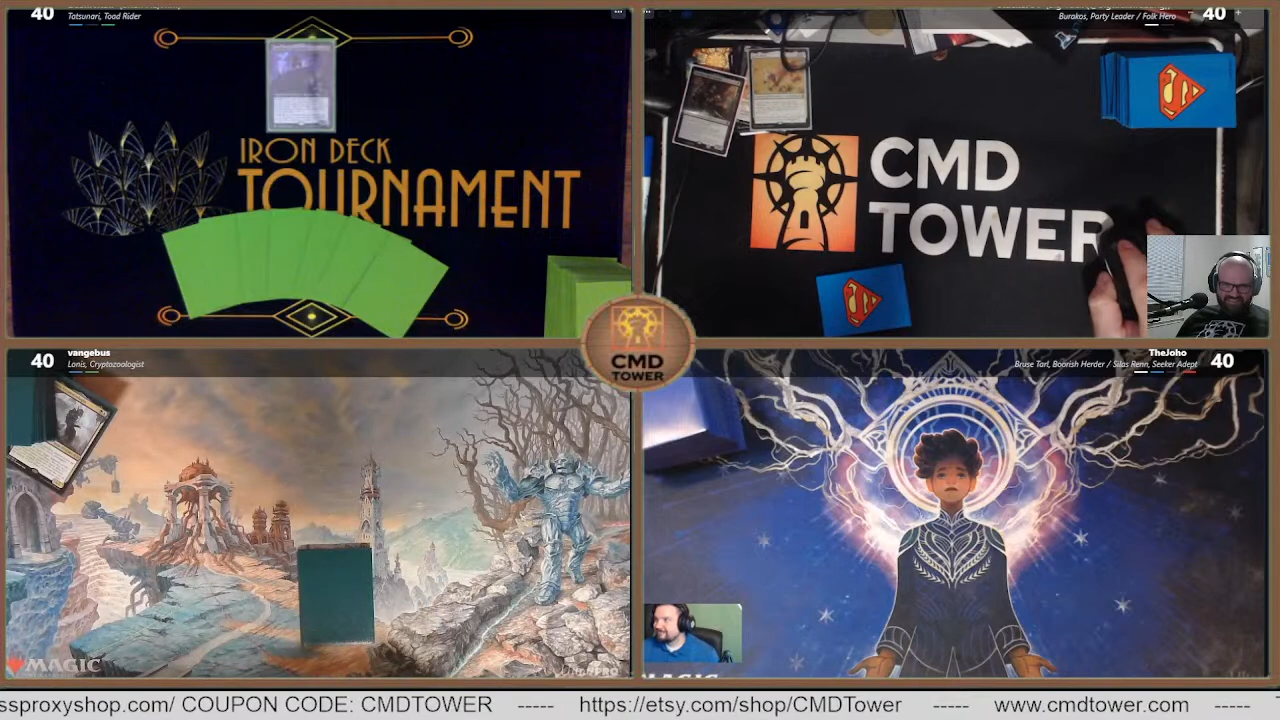 40
Tatsunari, Toad Rider
IRON DECK
TOURNAMENT
Burakos, Party Leader / Folk Hero
40
CMD
TOWER
CMD
TOWER
40
vangebus
Lonis, Cryptozoologist
MAGIC
TheJoho
Bruse Tarl, Boorish Herder / Silas Renn, Seeker Adept
40
ssproxyshop.com/ COUPON CODE: CMDTOWER ----- https://etsy.com/shop/CMDTower ----- www.cmdtower.com -----